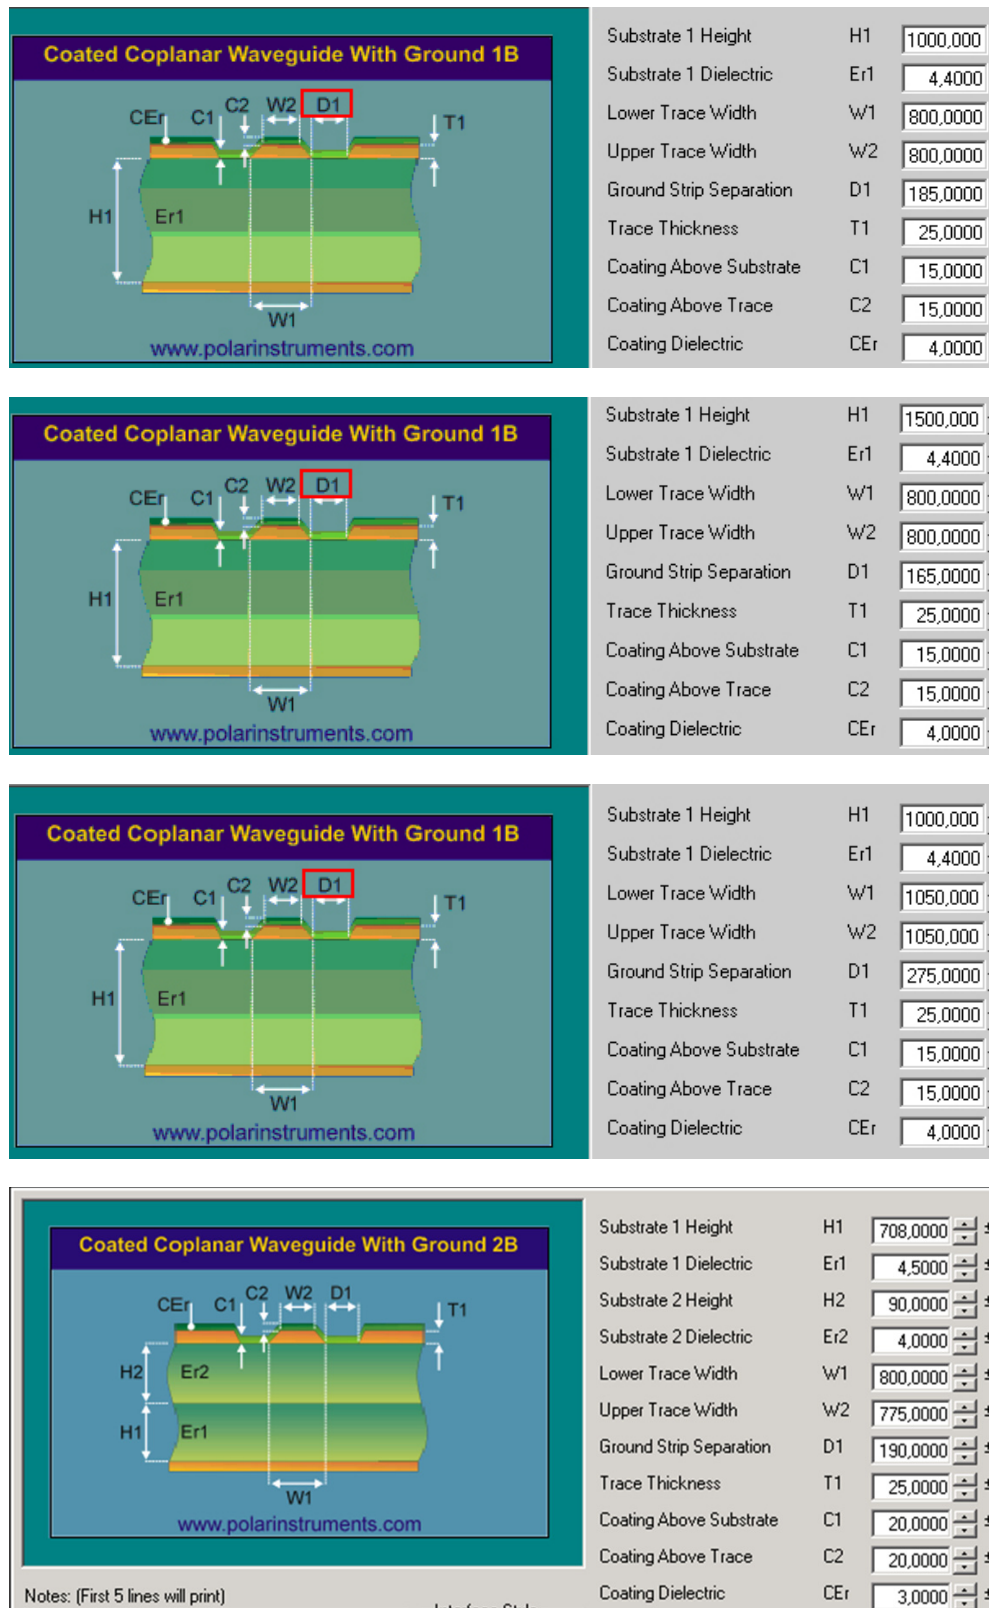 Coated Coplanar Waveguide With Ground 1B
CEr C1 C2 W2 D1 T1
H1 Er1
W1
www.polarinstruments.com
Substrate 1 Height H1 1000,000
Substrate 1 Dielectric Er1 4,4000
Lower Trace Width W1 800,0000
Upper Trace Width W2 800,0000
Ground Strip Separation D1 185,0000
Trace Thickness T1 25,0000
Coating Above Substrate C1 15,0000
Coating Above Trace C2 15,0000
Coating Dielectric CEr 4,0000
Coated Coplanar Waveguide With Ground 1B
CEr C1 C2 W2 D1 T1
H1 Er1
W1
www.polarinstruments.com
Substrate 1 Height H1 1500,000
Substrate 1 Dielectric Er1 4,4000
Lower Trace Width W1 800,0000
Upper Trace Width W2 800,0000
Ground Strip Separation D1 165,0000
Trace Thickness T1 25,0000
Coating Above Substrate C1 15,0000
Coating Above Trace C2 15,0000
Coating Dielectric CEr 4,0000
Coated Coplanar Waveguide With Ground 1B
CEr C1 C2 W2 D1 T1
H1 Er1
W1
www.polarinstruments.com
Substrate 1 Height H1 1000,000
Substrate 1 Dielectric Er1 4,4000
Lower Trace Width W1 1050,000
Upper Trace Width W2 1050,000
Ground Strip Separation D1 275,0000
Trace Thickness T1 25,0000
Coating Above Substrate C1 15,0000
Coating Above Trace C2 15,0000
Coating Dielectric CEr 4,0000
Coated Coplanar Waveguide With Ground 2B
CEr C1 C2 W2 D1 T1
H2 Er2
H1 Er1
W1
www.polarinstruments.com
Notes: (First 5 lines will print)
Substrate 1 Height H1 708,0000
Substrate 1 Dielectric Er1 4,5000
Substrate 2 Height H2 90,0000
Substrate 2 Dielectric Er2 4,0000
Lower Trace Width W1 800,0000
Upper Trace Width W2 775,0000
Ground Strip Separation D1 190,0000
Trace Thickness T1 25,0000
Coating Above Substrate C1 20,0000
Coating Above Trace C2 20,0000
Coating Dielectric CEr 3,0000